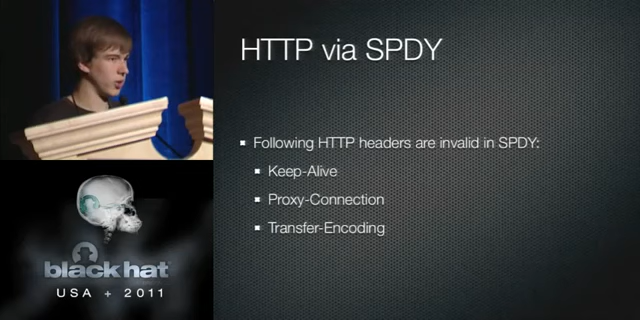 HTTP via SPDY
Following HTTP headers are invalid in SPDY:
Keep-Alive
Proxy-Connection
Transfer-Encoding
black hat
USA + 2011